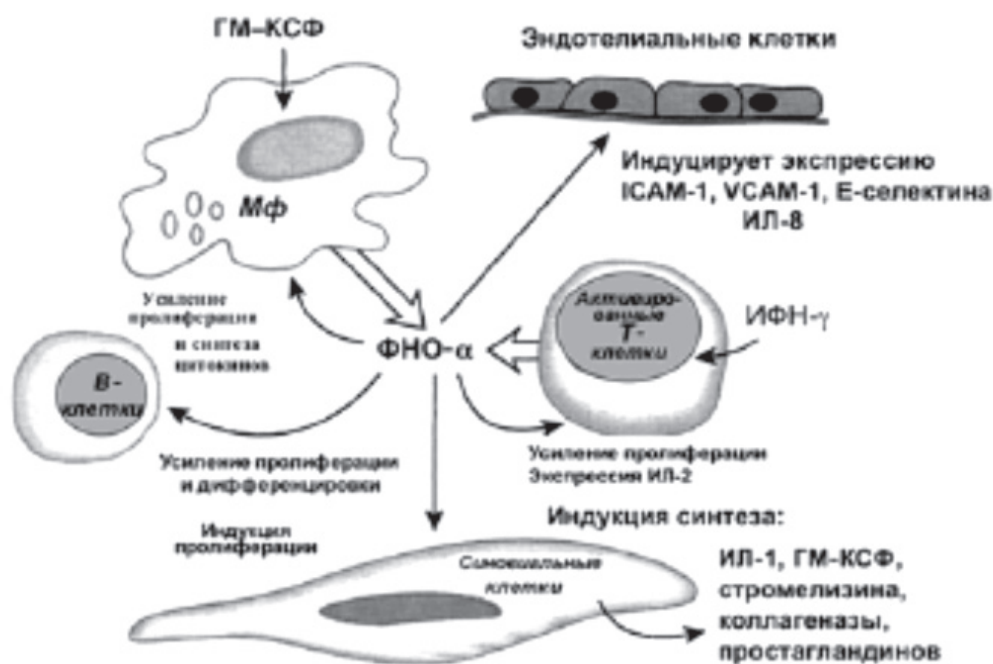 ГМ–КСФ
Эндотелиальные клетки
Мф
Индуцирует экспрессию
ICAM-1, VCAM-1, Е-селектина
ИЛ-8
Усиление
пролиферации
и синтеза
цитокинов
ФНО-α
Активиро-
ванные
Т-
клетки
ИФН-γ
В-
клетки
Усиление пролиферации
и дифференцировки
Усиление пролиферации
Экспрессия ИЛ-2
Индукция
пролиферации
Индукция синтеза:
Синовиальные
клетки
ИЛ-1, ГМ–КСФ,
стромелизина,
коллагеназы,
простагландинов